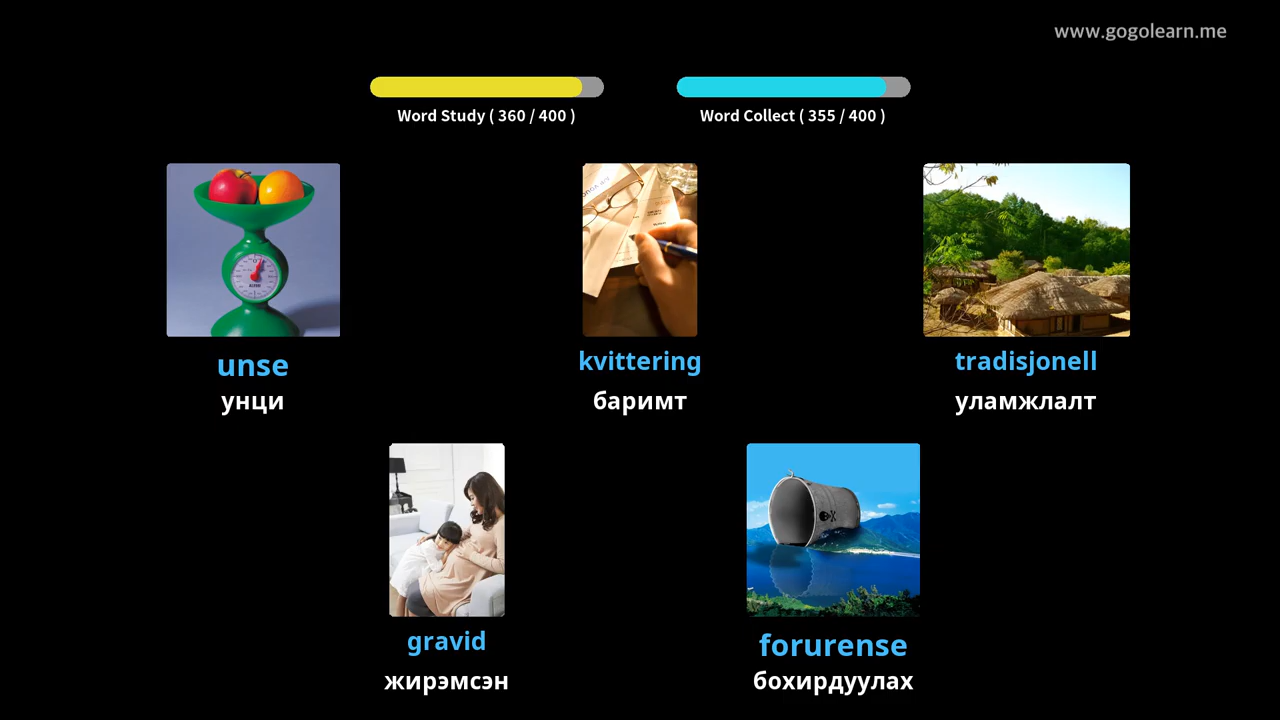 www.gogolearn.me
Word Study ( 360 / 400 )
Word Collect ( 355 / 400 )
unse
унци
kvittering
баримт
tradisjonell
уламжлалт
gravid
жирэмсэн
forurense
бохирдуулах